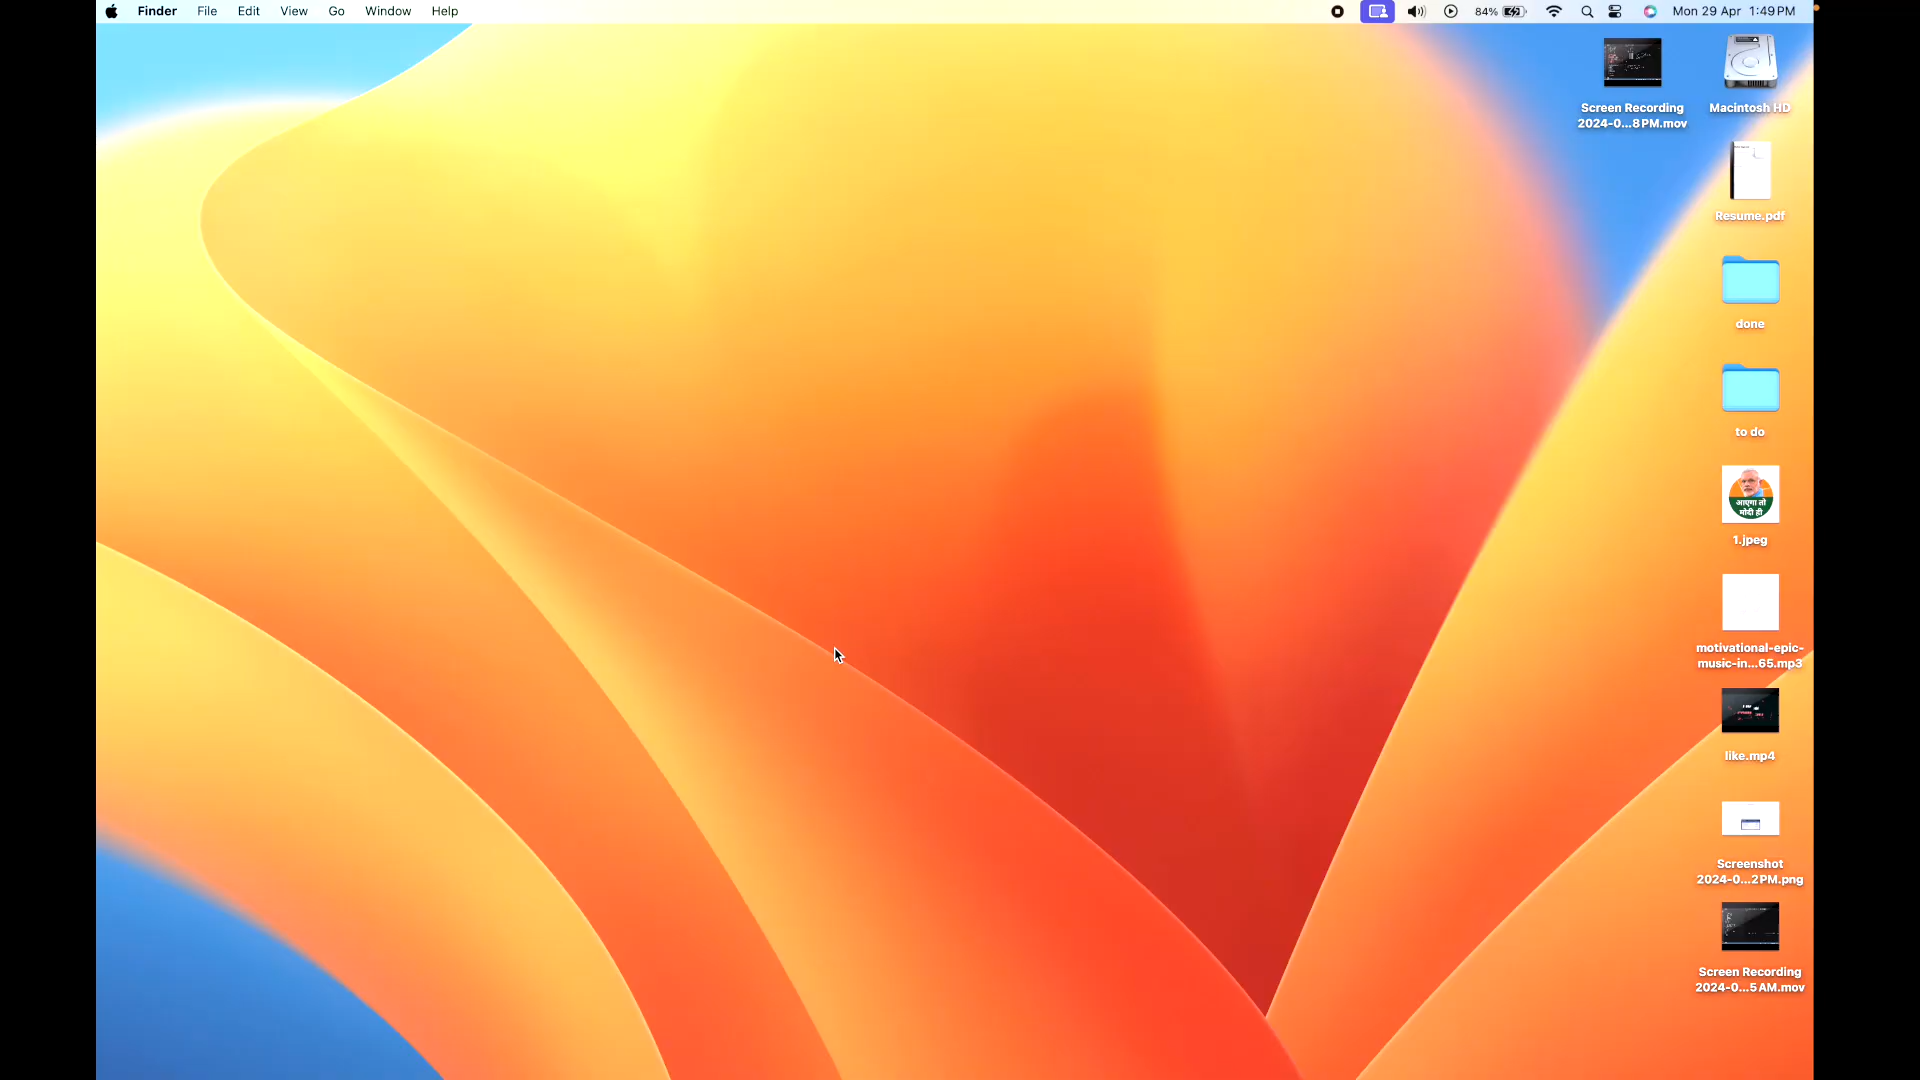 Finder File Edit View Go Window Help 84% Mon 29 Apr 1:49 PM
Screen Recording
2024-0...8 PM.mov
Macintosh HD
Resume.pdf
done
to do
आएगा तो
मोदी ही
1.jpeg
motivational-epic-
music-in...65.mp3
like.mp4
Screenshot
2024-0...2 PM.png
Screen Recording
2024-0...5 AM.mov